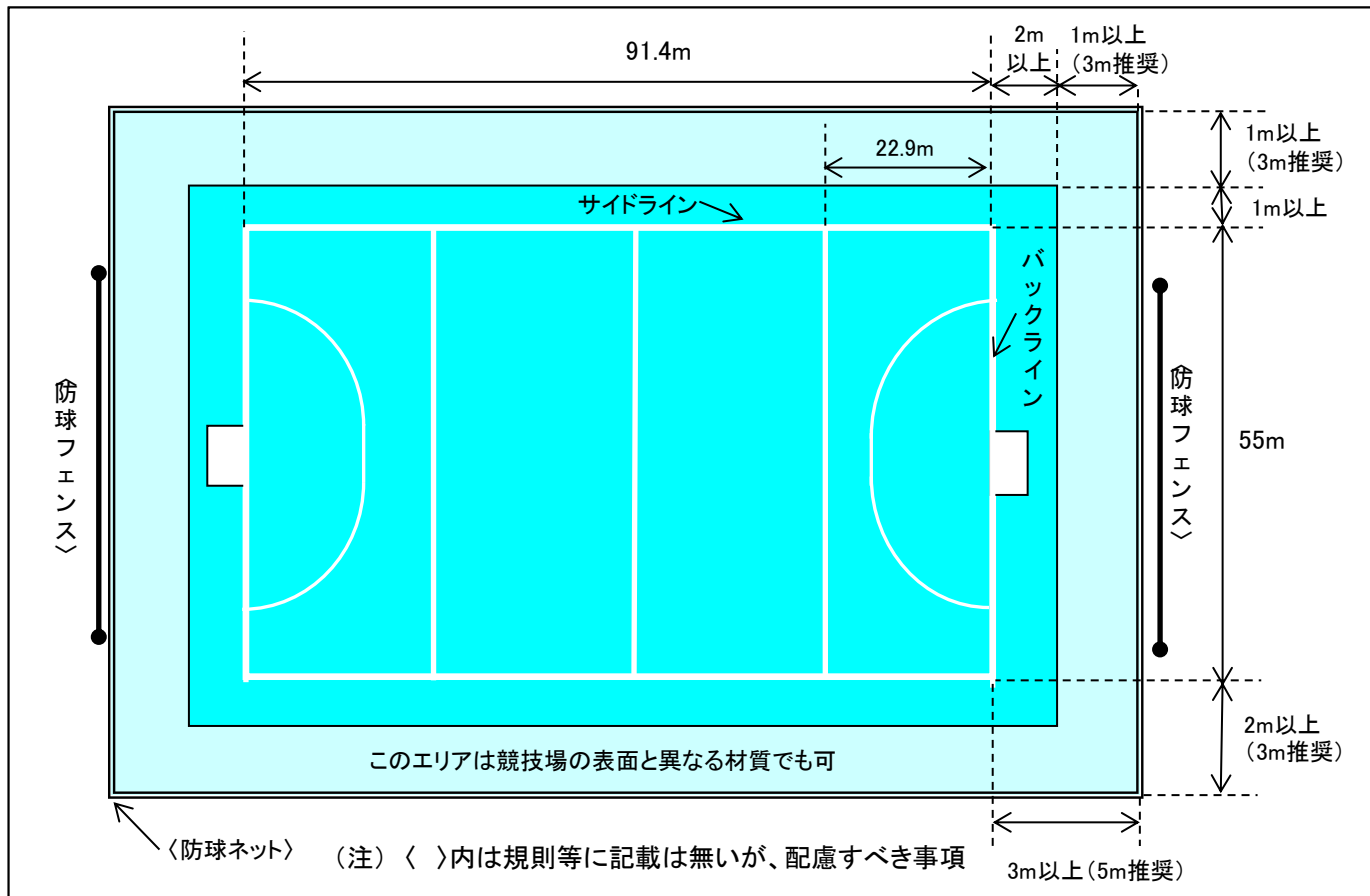 91.4m
2m
以上
1m以上
（3m推奨）
22.9m
1m以上
（3m推奨）
1m以上
サイドライン
バックライン
〈防球フェンス〉
〈防球フェンス〉
55m
このエリアは競技場の表面と異なる材質でも可
2m以上
（3m推奨）
〈防球ネット〉
（注）〈　〉内は規則等に記載は無いが、配慮すべき事項
3m以上（5m推奨）